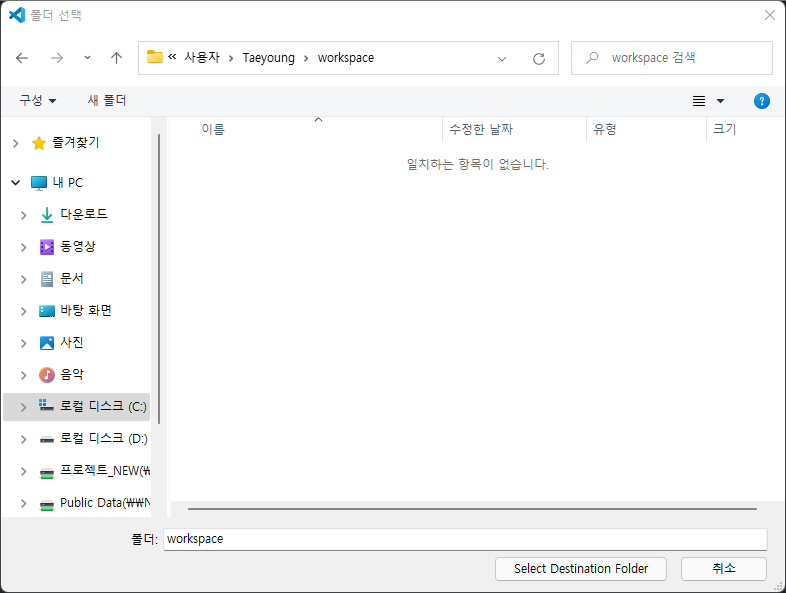 폴더 선택
« 사용자 › Taeyoung › workspace
workspace 검색
구성
새 폴더
이름
수정한 날짜
유형
크기
일치하는 항목이 없습니다.
즐겨찾기
내 PC
다운로드
동영상
문서
바탕 화면
사진
음악
로컬 디스크 (C:)
로컬 디스크 (D:)
프로젝트_NEW(₩
Public Data(₩₩N
폴더: workspace
Select Destination Folder
취소